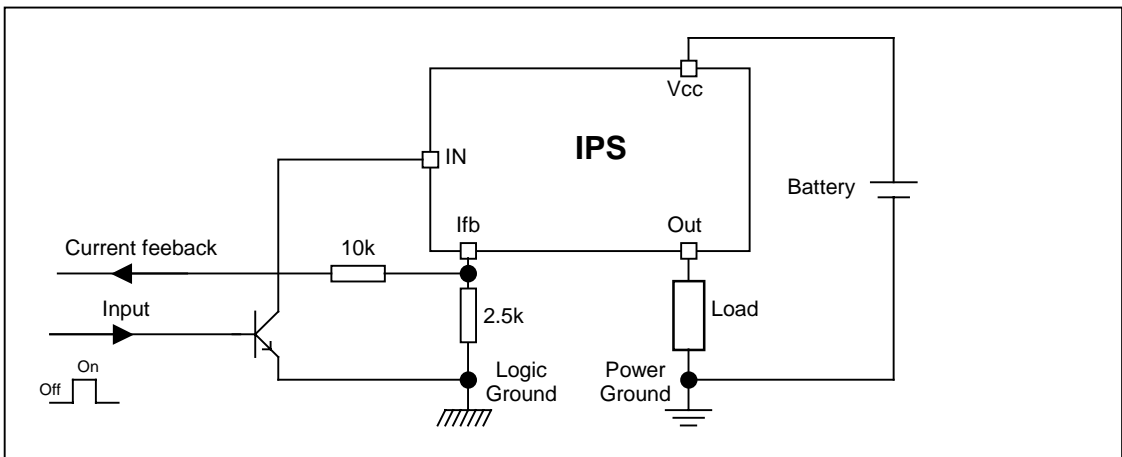 Vcc
IPS
IN
Battery
Ifb
Out
Current feeback
10k
Input
2.5k
Load
On
Off
Logic
Ground
Power
Ground